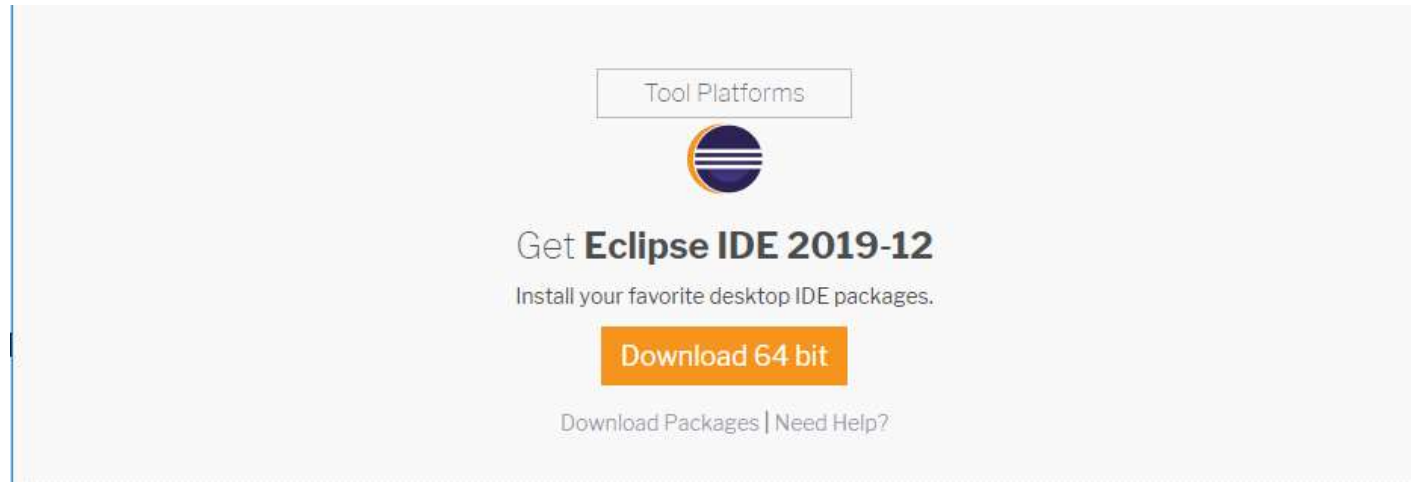 Tool Platforms
Get Eclipse IDE 2019-12
Install your favorite desktop IDE packages.
Download 64 bit
Download Packages | Need Help?